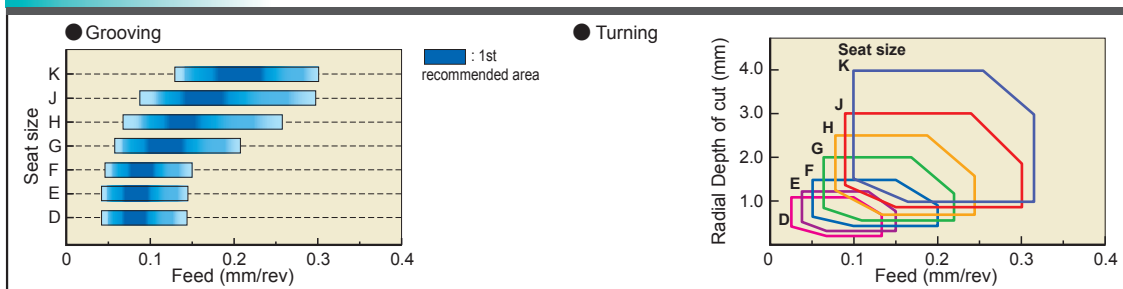 ● Grooving
K
J
H
G
F
E
D
Seat size
0 0.1 0.2 0.3 0.4
Feed (mm/rev)
: 1st
recommended area
● Turning
Radial Depth of cut (mm)
4.0
3.0
2.0
1.0
Seat size
K
J
H
G
F
E
D
0 0.1 0.2 0.3 0.4
Feed (mm/rev)